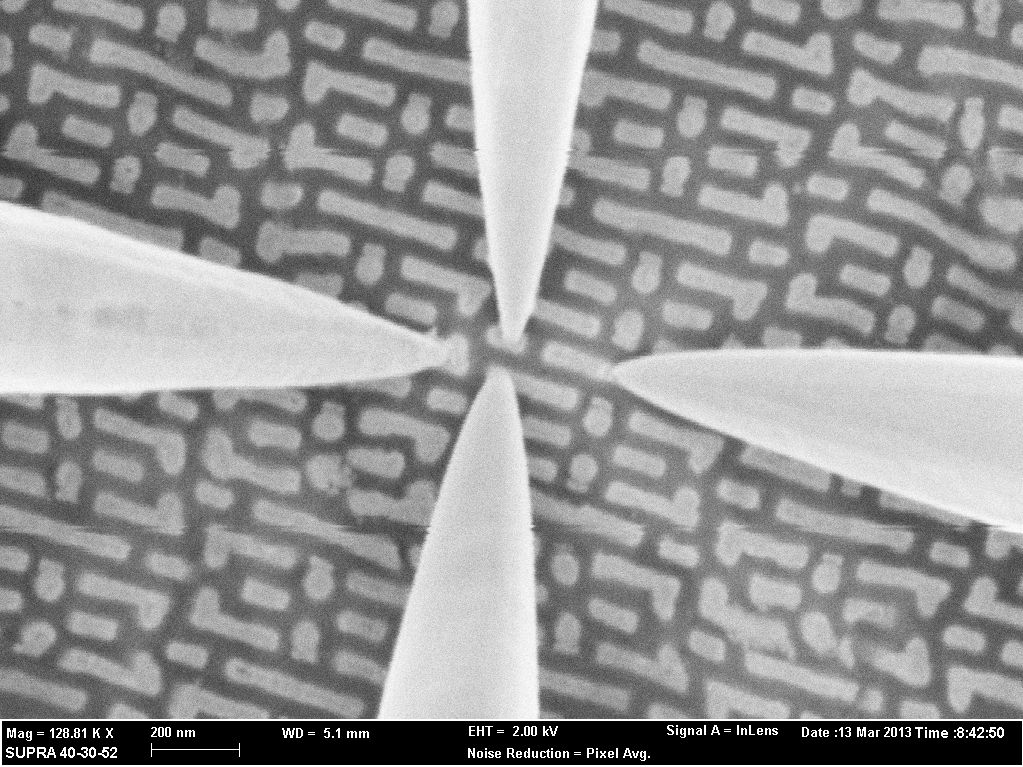 Mag = 128.81 K X 200 nm WD = 5.1 mm EHT = 2.00 kV Signal A = InLens Date :13 Mar 2013 Time :8:42:50
SUPRA 40-30-52 Noise Reduction = Pixel Avg.